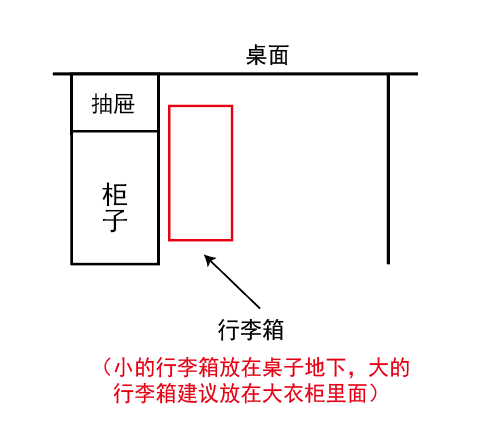 桌面
抽屉
柜
子
行李箱
（小的行李箱放在桌子地下，大的
行李箱建议放在大衣柜里面）